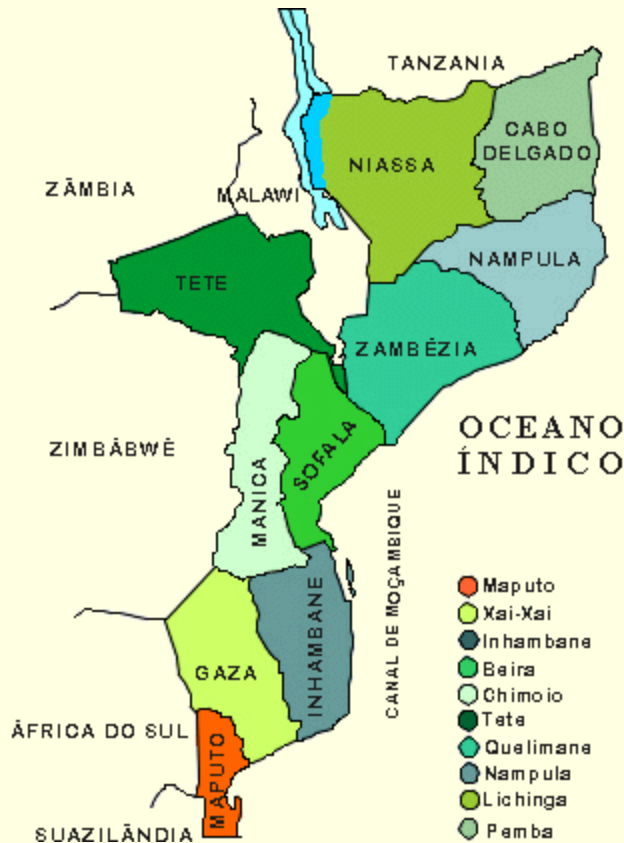 TANZANIA
CABO
DELGADO
NIASSA
ZÂMBIA
MALAWI
NAMPULA
TETE
ZAMBÉZIA
OCEANO
ÍNDICO
ZIMBÁBWÈ
SOFALA
MANICA
CANAL DE MOÇAMBIQUE
INHAMBANE
GAZA
ÁFRICA DO SUL
MAPUTO
SUAZILÂNDIA
Maputo
Xai-Xai
Inhambane
Beira
Chimoio
Tete
Quelimane
Nampula
Lichinga
Pemba